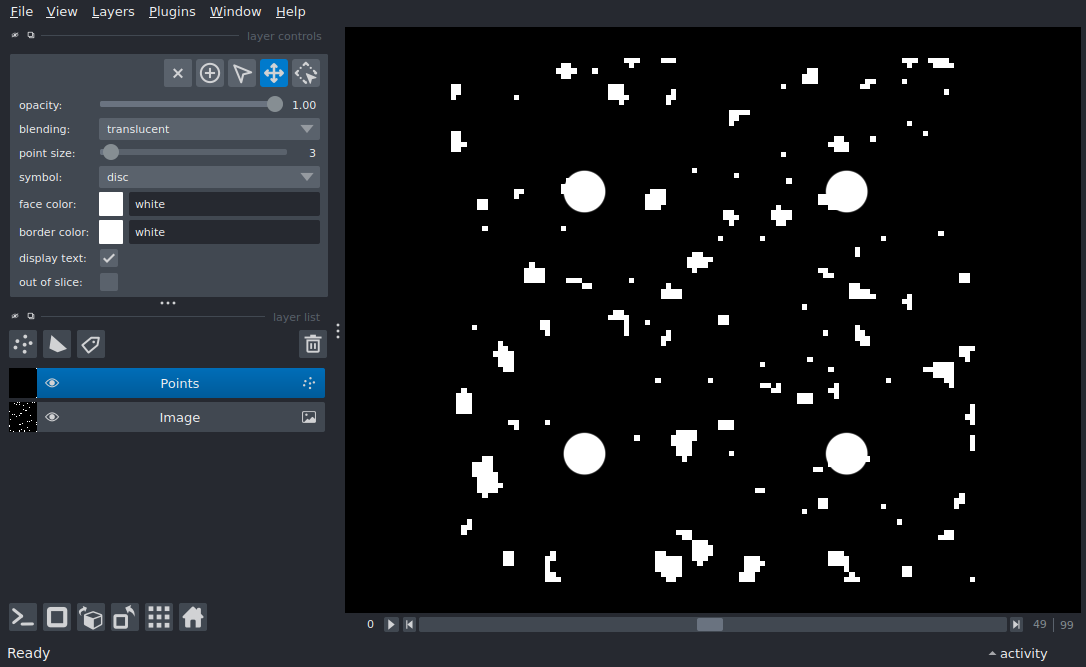 File View Layers Plugins Window Help
layer controls
opacity: 1.00
blending: translucent
point size: 3
symbol: disc
face color: white
border color: white
display text:
out of slice:
layer list
Points
Image
0 49 99
Ready activity